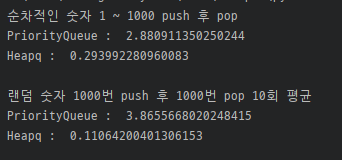 순차적인 숫자 1 ~ 1000 push 후 pop
PriorityQueue :  2.880911350250244
Heapq :  0.293992280960083
랜덤 숫자 1000번 push 후 1000번 pop 10회 평균
PriorityQueue :  3.8655668020248415
Heapq :  0.11064200401306153